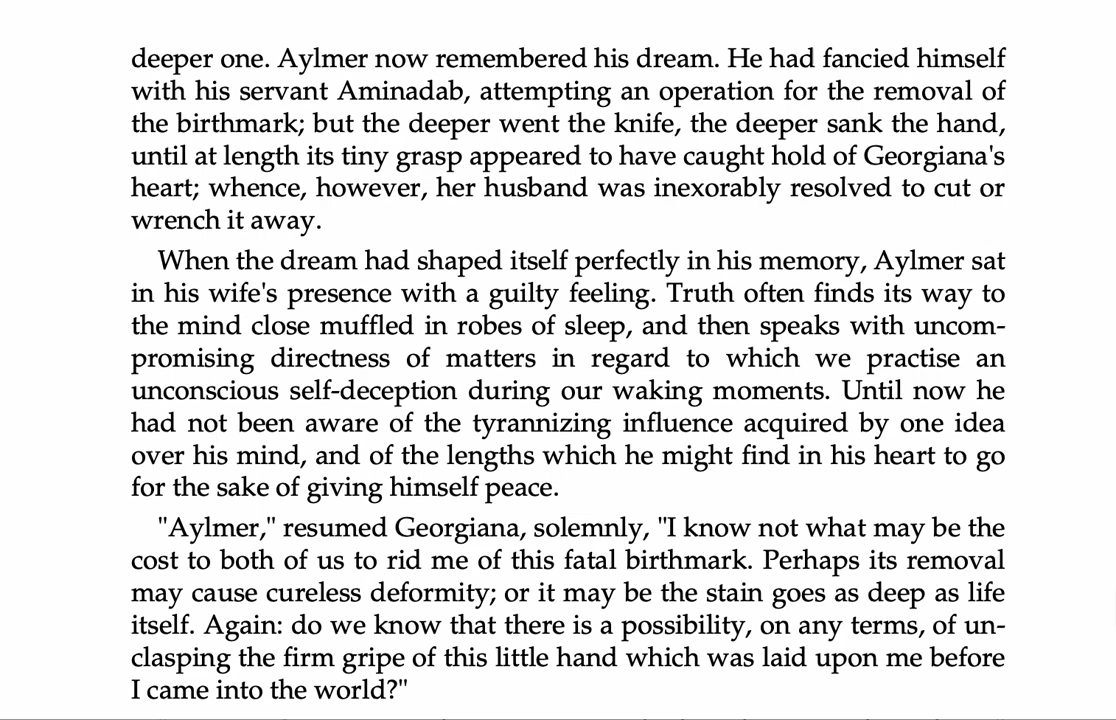 deeper one. Aylmer now remembered his dream. He had fancied himself
with his servant Aminadab, attempting an operation for the removal of
the birthmark; but the deeper went the knife, the deeper sank the hand,
until at length its tiny grasp appeared to have caught hold of Georgiana's
heart; whence, however, her husband was inexorably resolved to cut or
wrench it away.
When the dream had shaped itself perfectly in his memory, Aylmer sat
in his wife's presence with a guilty feeling. Truth often finds its way to
the mind close muffled in robes of sleep, and then speaks with uncom-
promising directness of matters in regard to which we practise an
unconscious self-deception during our waking moments. Until now he
had not been aware of the tyrannizing influence acquired by one idea
over his mind, and of the lengths which he might find in his heart to go
for the sake of giving himself peace.
"Aylmer," resumed Georgiana, solemnly, "I know not what may be the
cost to both of us to rid me of this fatal birthmark. Perhaps its removal
may cause cureless deformity; or it may be the stain goes as deep as life
itself. Again: do we know that there is a possibility, on any terms, of un-
clasping the firm gripe of this little hand which was laid upon me before
I came into the world?"